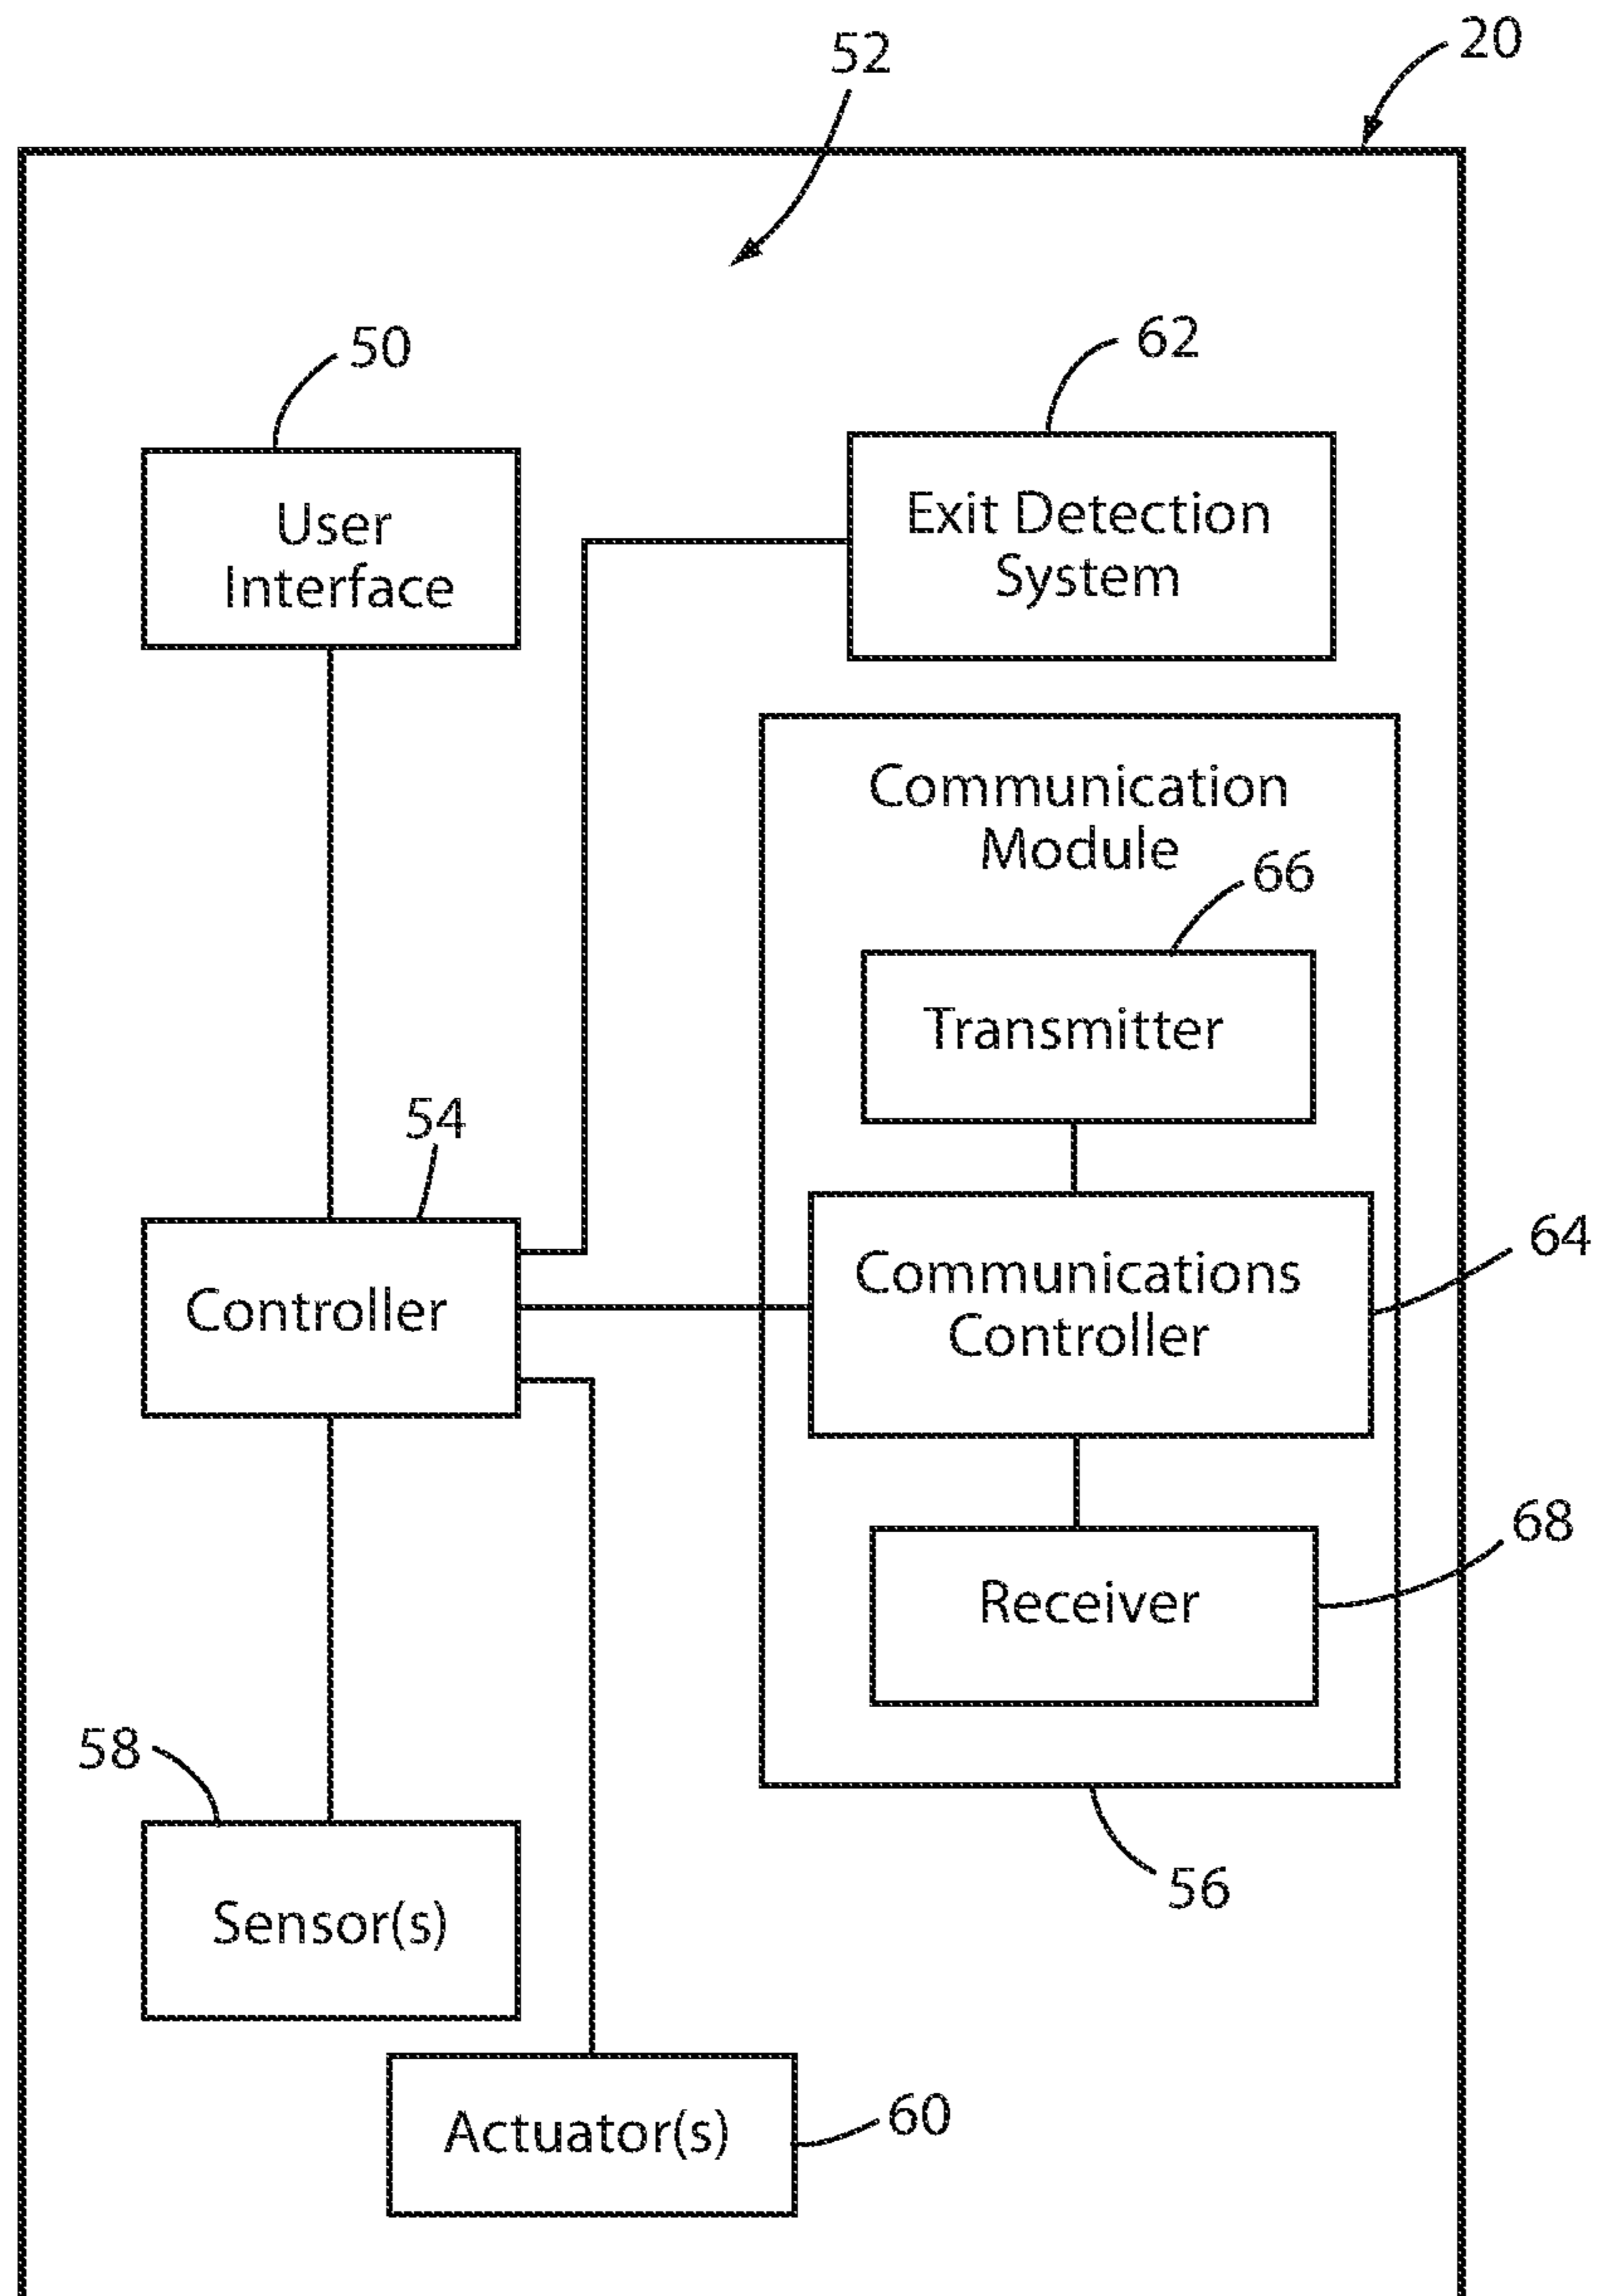 20
52
50
62
User
Interface
Exit Detection
System
Communication
Module
66
Transmitter
54
Controller
Communications
Controller
64
68
Receiver
58
56
Sensor(s)
Actuator(s)
60